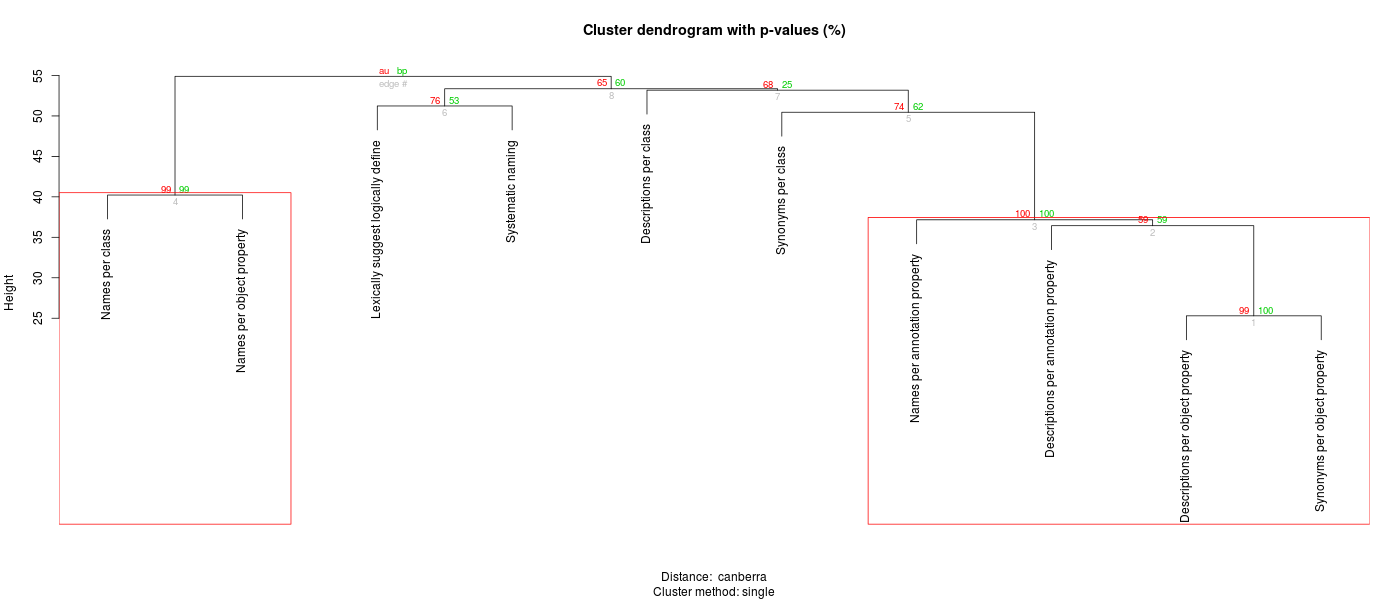 Cluster dendrogram with p-values (%)
au bp
edge #
65 60
8
68 25
7
76 53
6
74 62
5
99 99
4
100 100
3
59 59
2
99 100
1
Height
55
50
45
40
35
30
25
Names per class
Names per object property
Lexically suggest logically define
Systematic naming
Descriptions per class
Synonyms per class
Names per annotation property
Descriptions per annotation property
Descriptions per object property
Synonyms per object property
Distance: canberra
Cluster method: single